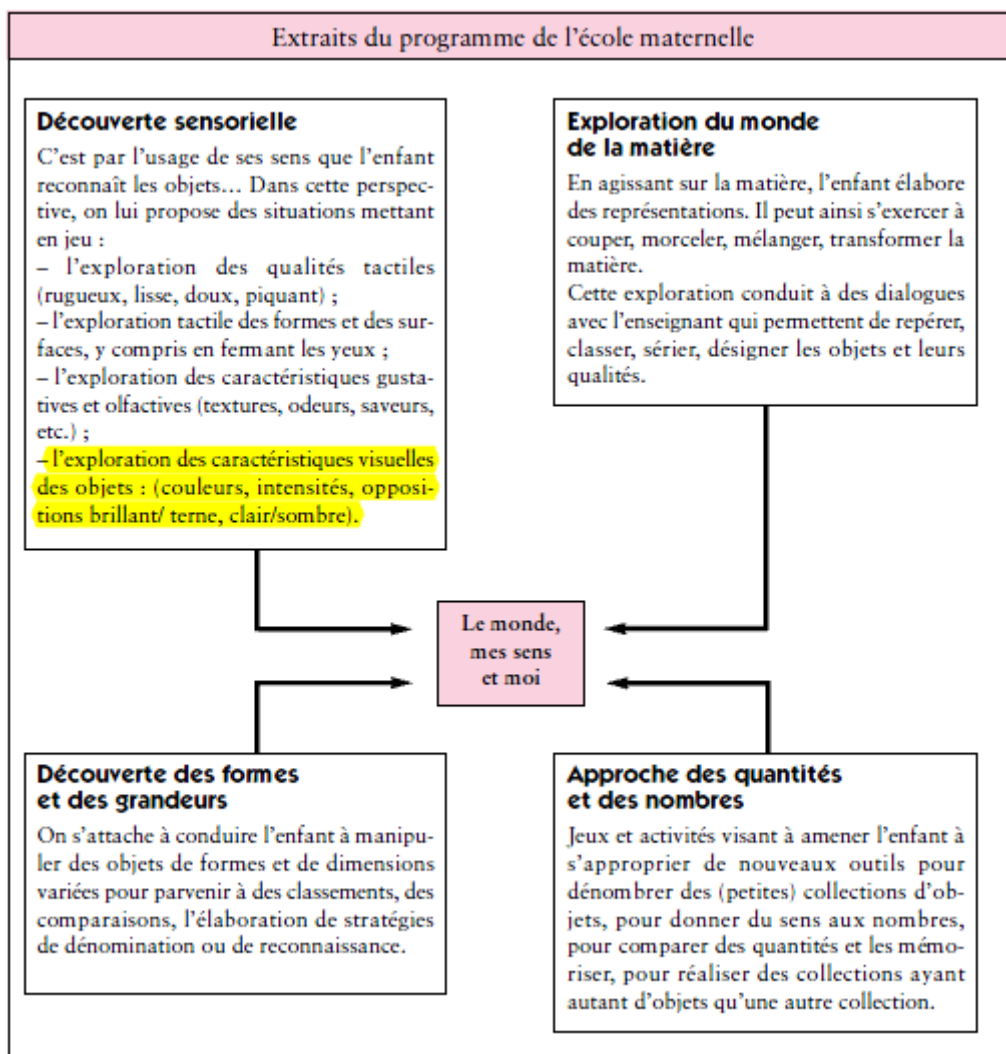 Extraits du programme de l'école maternelle
Découverte sensorielle
C'est par l'usage de ses sens que l'enfant
reconnaît les objets… Dans cette perspec-
tive, on lui propose des situations mettant
en jeu :
– l'exploration des qualités tactiles
(rugueux, lisse, doux, piquant) ;
– l'exploration tactile des formes et des sur-
faces, y compris en fermant les yeux ;
– l'exploration des caractéristiques gusta-
tives et olfactives (textures, odeurs, saveurs,
etc.) ;
– l'exploration des caractéristiques visuelles
des objets : (couleurs, intensités, opposi-
tions brillant/ terne, clair/sombre).
Exploration du monde
de la matière
En agissant sur la matière, l'enfant élabore
des représentations. Il peut ainsi s'exercer à
couper, morceler, mélanger, transformer la
matière.
Cette exploration conduit à des dialogues
avec l'enseignant qui permettent de repérer,
classer, sérier, désigner les objets et leurs
qualités.
Le monde,
mes sens
et moi
Découverte des formes
et des grandeurs
On s'attache à conduire l'enfant à manipu-
ler des objets de formes et de dimensions
variées pour parvenir à des classements, des
comparaisons, l'élaboration de stratégies
de dénomination ou de reconnaissance.
Approche des quantités
et des nombres
Jeux et activités visant à amener l'enfant à
s'approprier de nouveaux outils pour
dénombrer des (petites) collections d'ob-
jets, pour donner du sens aux nombres,
pour comparer des quantités et les mémo-
riser, pour réaliser des collections ayant
autant d'objets qu'une autre collection.